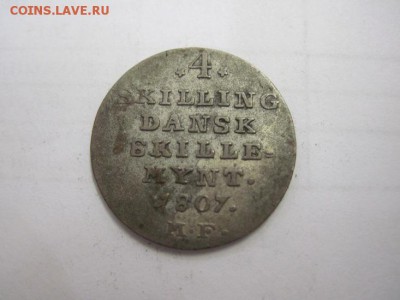 COINS.LAVE.RU
4
SKILLING
DANSK
SKILLE-
MYNT.
1807.
M.F.